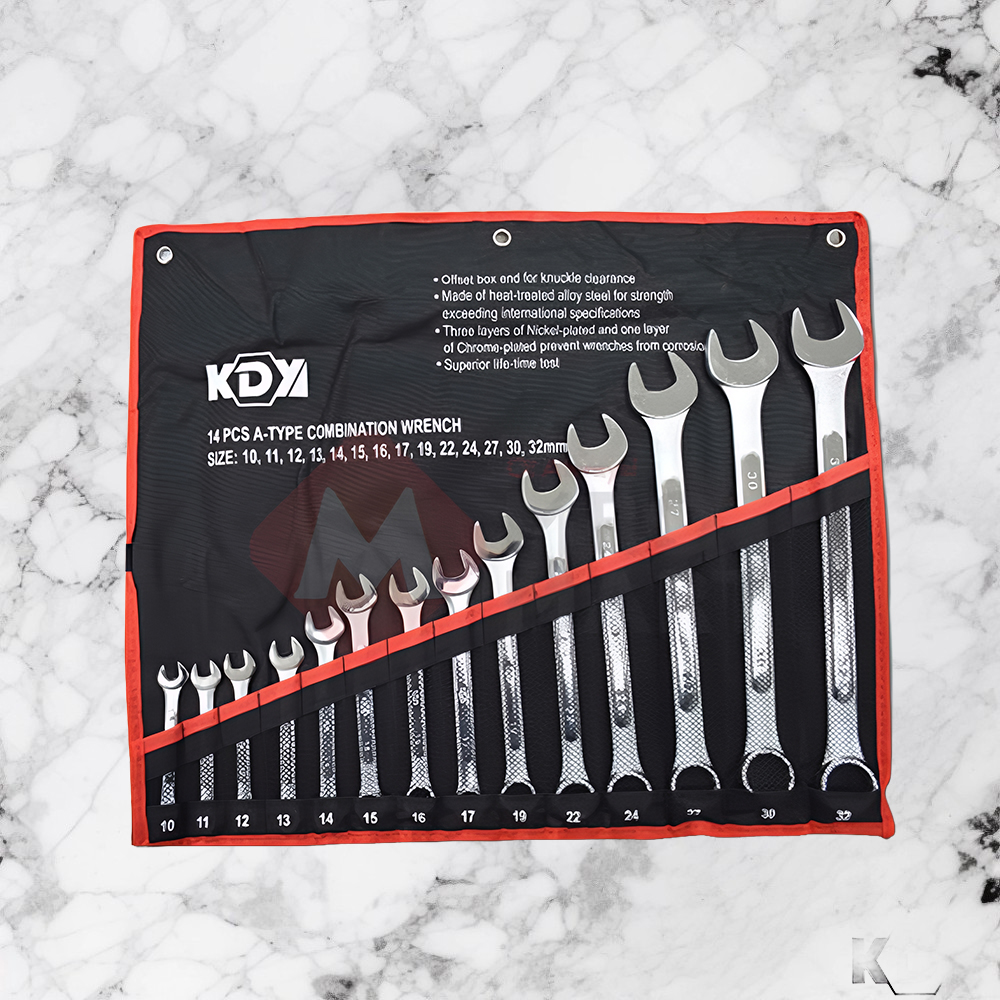 • Offset box end for knuckle clearance
• Made of heat-treated alloy steel for strength
exceeding international specifications
• Three layers of Nickel-plated and one layer
of Chrome-plated prevent wrenches from
• Superior life-time test
KDY
14 PCS A-TYPE COMBINATION WRENCH
SIZE: 10, 11, 12, 13, 14, 15, 16, 17, 19, 22, 24, 27, 30, 32mm
M
30
10 11 12 13 14 15 16 17 19 22 24 27 30 32
K